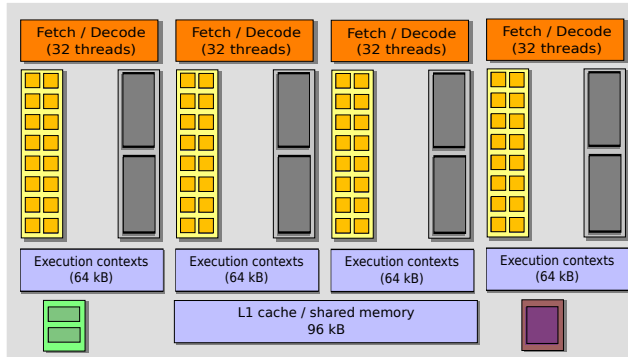 Fetch / Decode
(32 threads)
Fetch / Decode
(32 threads)
Fetch / Decode
(32 threads)
Fetch / Decode
(32 threads)
Execution contexts
(64 kB)
Execution contexts
(64 kB)
Execution contexts
(64 kB)
Execution contexts
(64 kB)
L1 cache / shared memory
96 kB